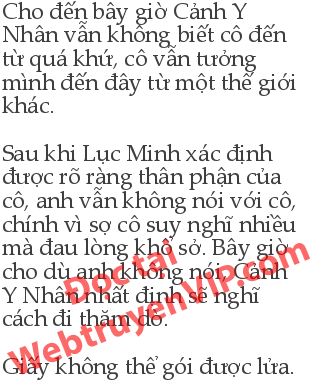 Cho đến bây giờ Cảnh Y
Nhân vẫn không biết cô đến
từ quá khứ, cô vẫn tưởng
mình đến đây từ một thế giới
khác.
Sau khi Lục Minh xác định
được rõ ràng thân phận của
cô, anh vẫn không nói với cô,
chính vì sợ cô suy nghĩ nhiều
mà đau lòng khổ sở. Bây giờ
cho dù anh không nói, Cảnh
Y Nhân nhất định sẽ nghĩ
cách đi thăm dò.
Giấy không thể gói được lửa.
Đọc tại
WebtruyenVIP.com